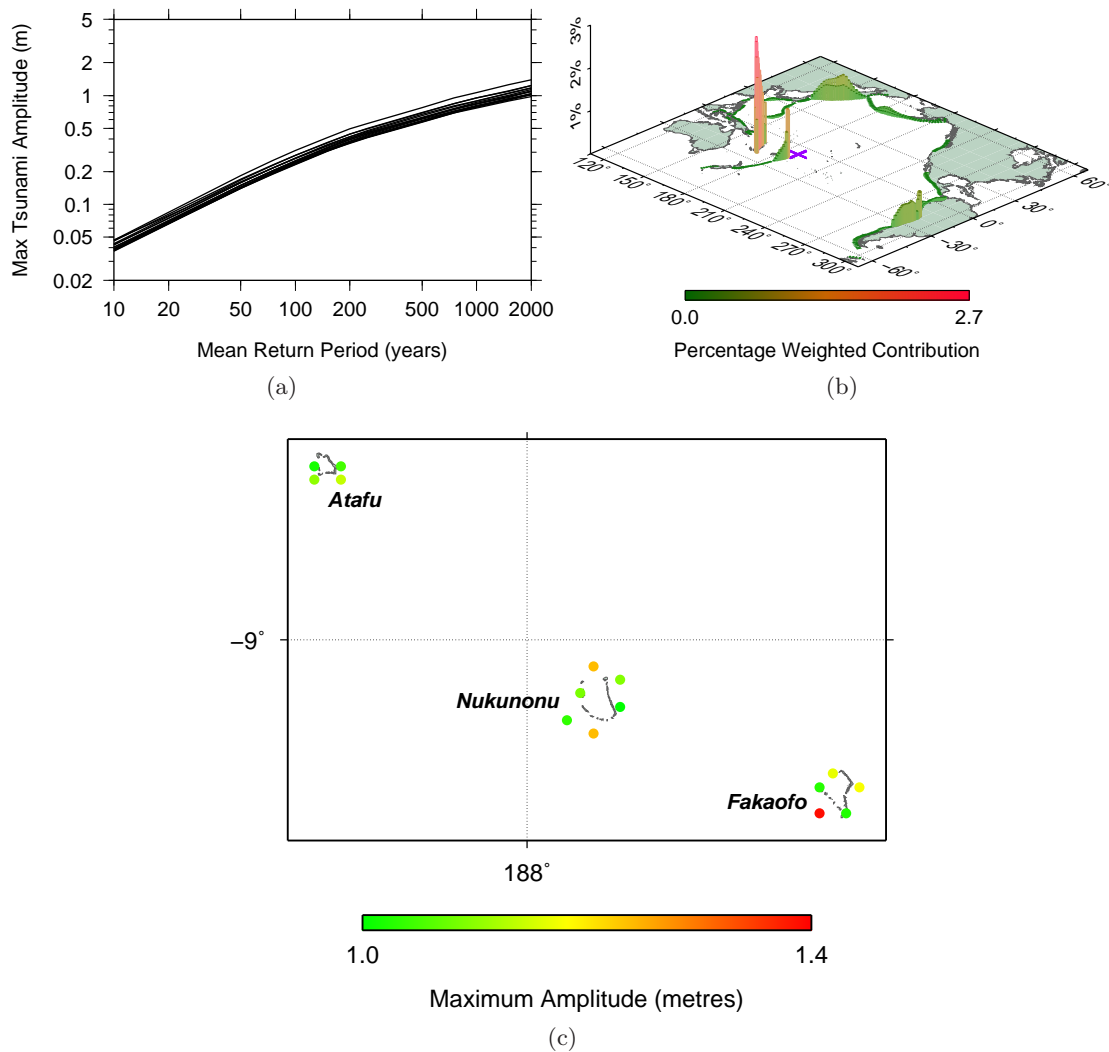 Max Tsunami Amplitude (m)
5
2
1
0.5
0.2
0.1
0.05
0.02
10 20 50 100 200 500 1000 2000
Mean Return Period (years)
(a)
3%
2%
1%
120° 150° 180° 210° 240° 270° 300°
−60° −30° 0° 30° 60°
0.0 2.7
Percentage Weighted Contribution
(b)
Atafu
−9°
Nukunonu
Fakaofo
188°
1.0 1.4
Maximum Amplitude (metres)
(c)